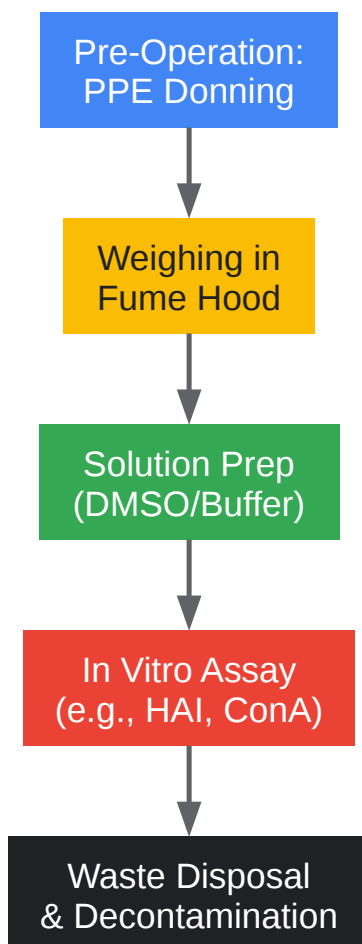 Pre-Operation:
PPE Donning
Weighing in
Fume Hood
Solution Prep
(DMSO/Buffer)
In Vitro Assay
(e.g., HAI, ConA)
Waste Disposal
& Decontamination